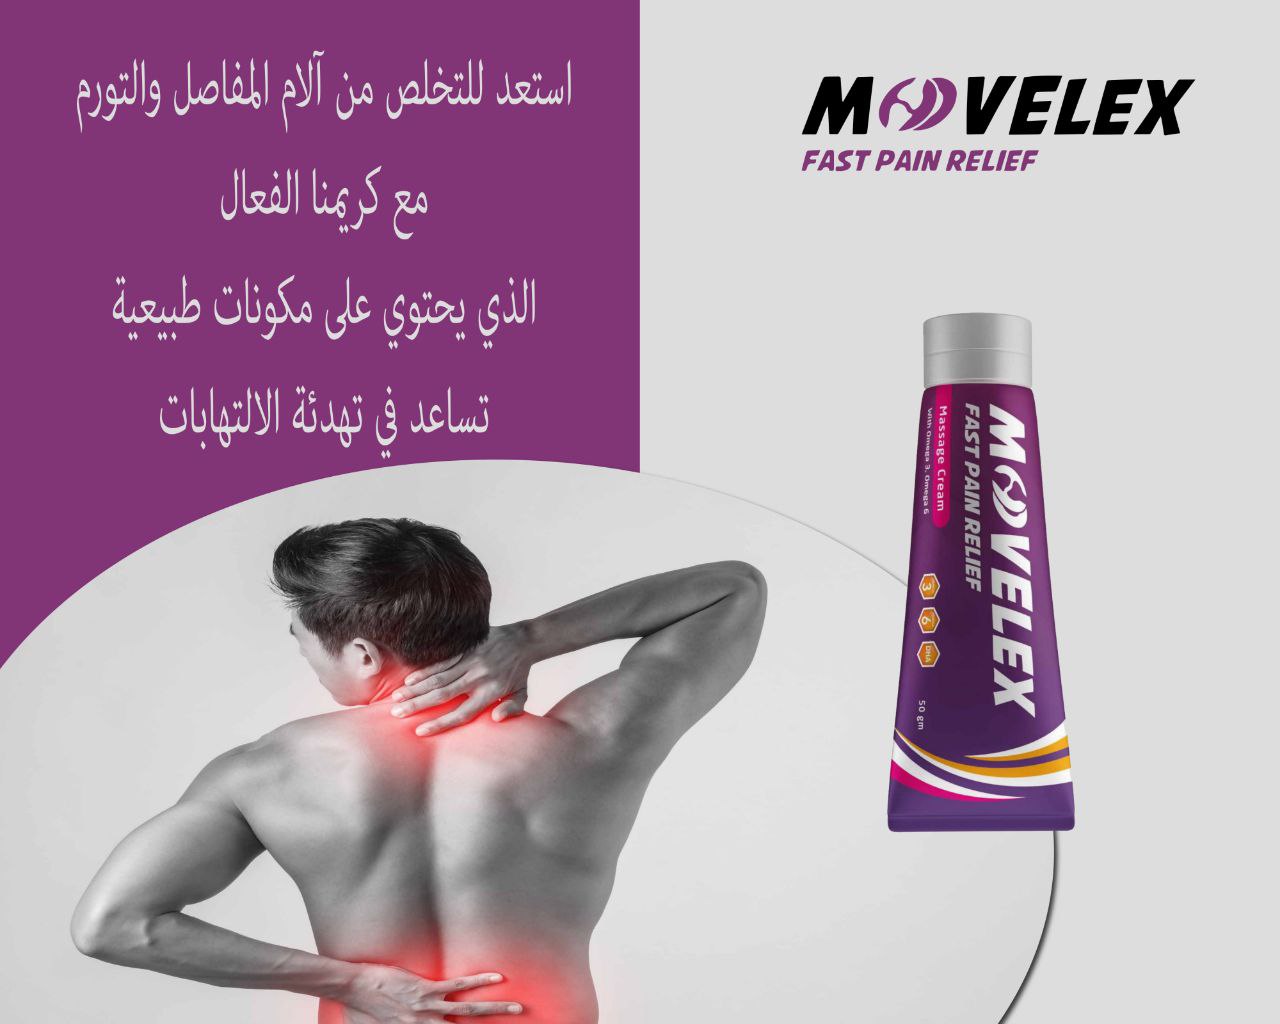 استعد للتخلص من آلام المفاصل والتورم
مع كريمنا الفعال
الذي يحتوي على مكونات طبيعية
تساعد في تهدئة الالتهابات
MOVELEX
FAST PAIN RELIEF
MOVELEX
FAST PAIN RELIEF
Massage Cream
With Omega 3, Omega 6
3
6
DHA
50 gm